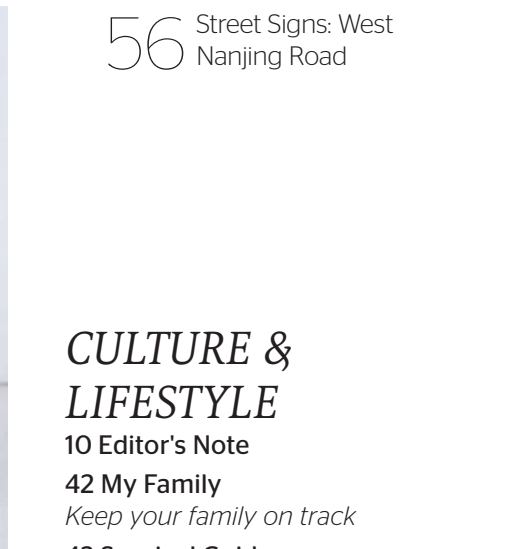 56 Street Signs: West
Nanjing Road
CULTURE &
LIFESTYLE
10 Editor's Note
42 My Family
Keep your family on track